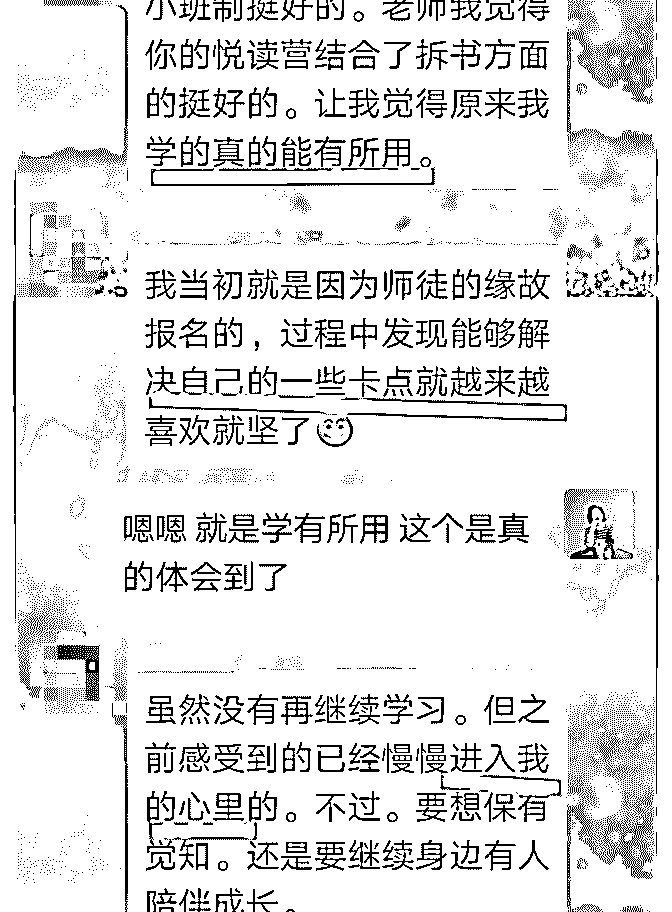 小班制挺好的。老师我觉得
你的悦读营结合了拆书方面
的挺好的。让我觉得原来我
学的真的能有所用。
我当初就是因为师徒的缘故
报名的，过程中发现能够解
决自己的一些卡点就越来越
喜欢就坚了
嗯嗯 就是学有所用 这个是真
的体会到了
虽然没有再继续学习。但之
前感受到的已经慢慢进入我
的心里的。不过。要想保有
觉知。还是要继续身边有人
陪伴成长。